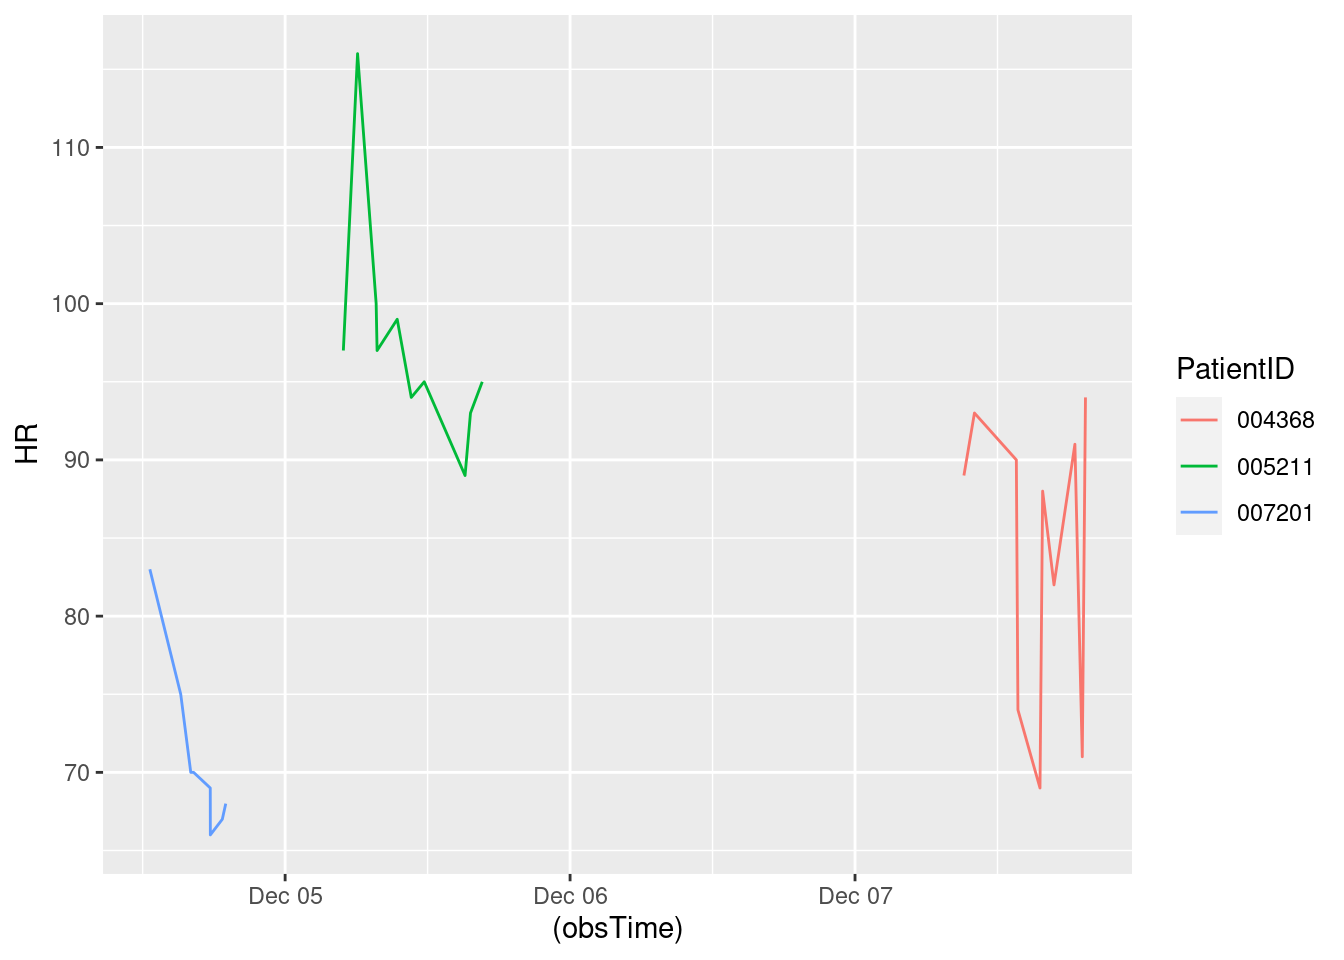 110
100
90
80
70
HR
Dec 05
Dec 06
Dec 07
(obsTime)
PatientID
004368
005211
007201